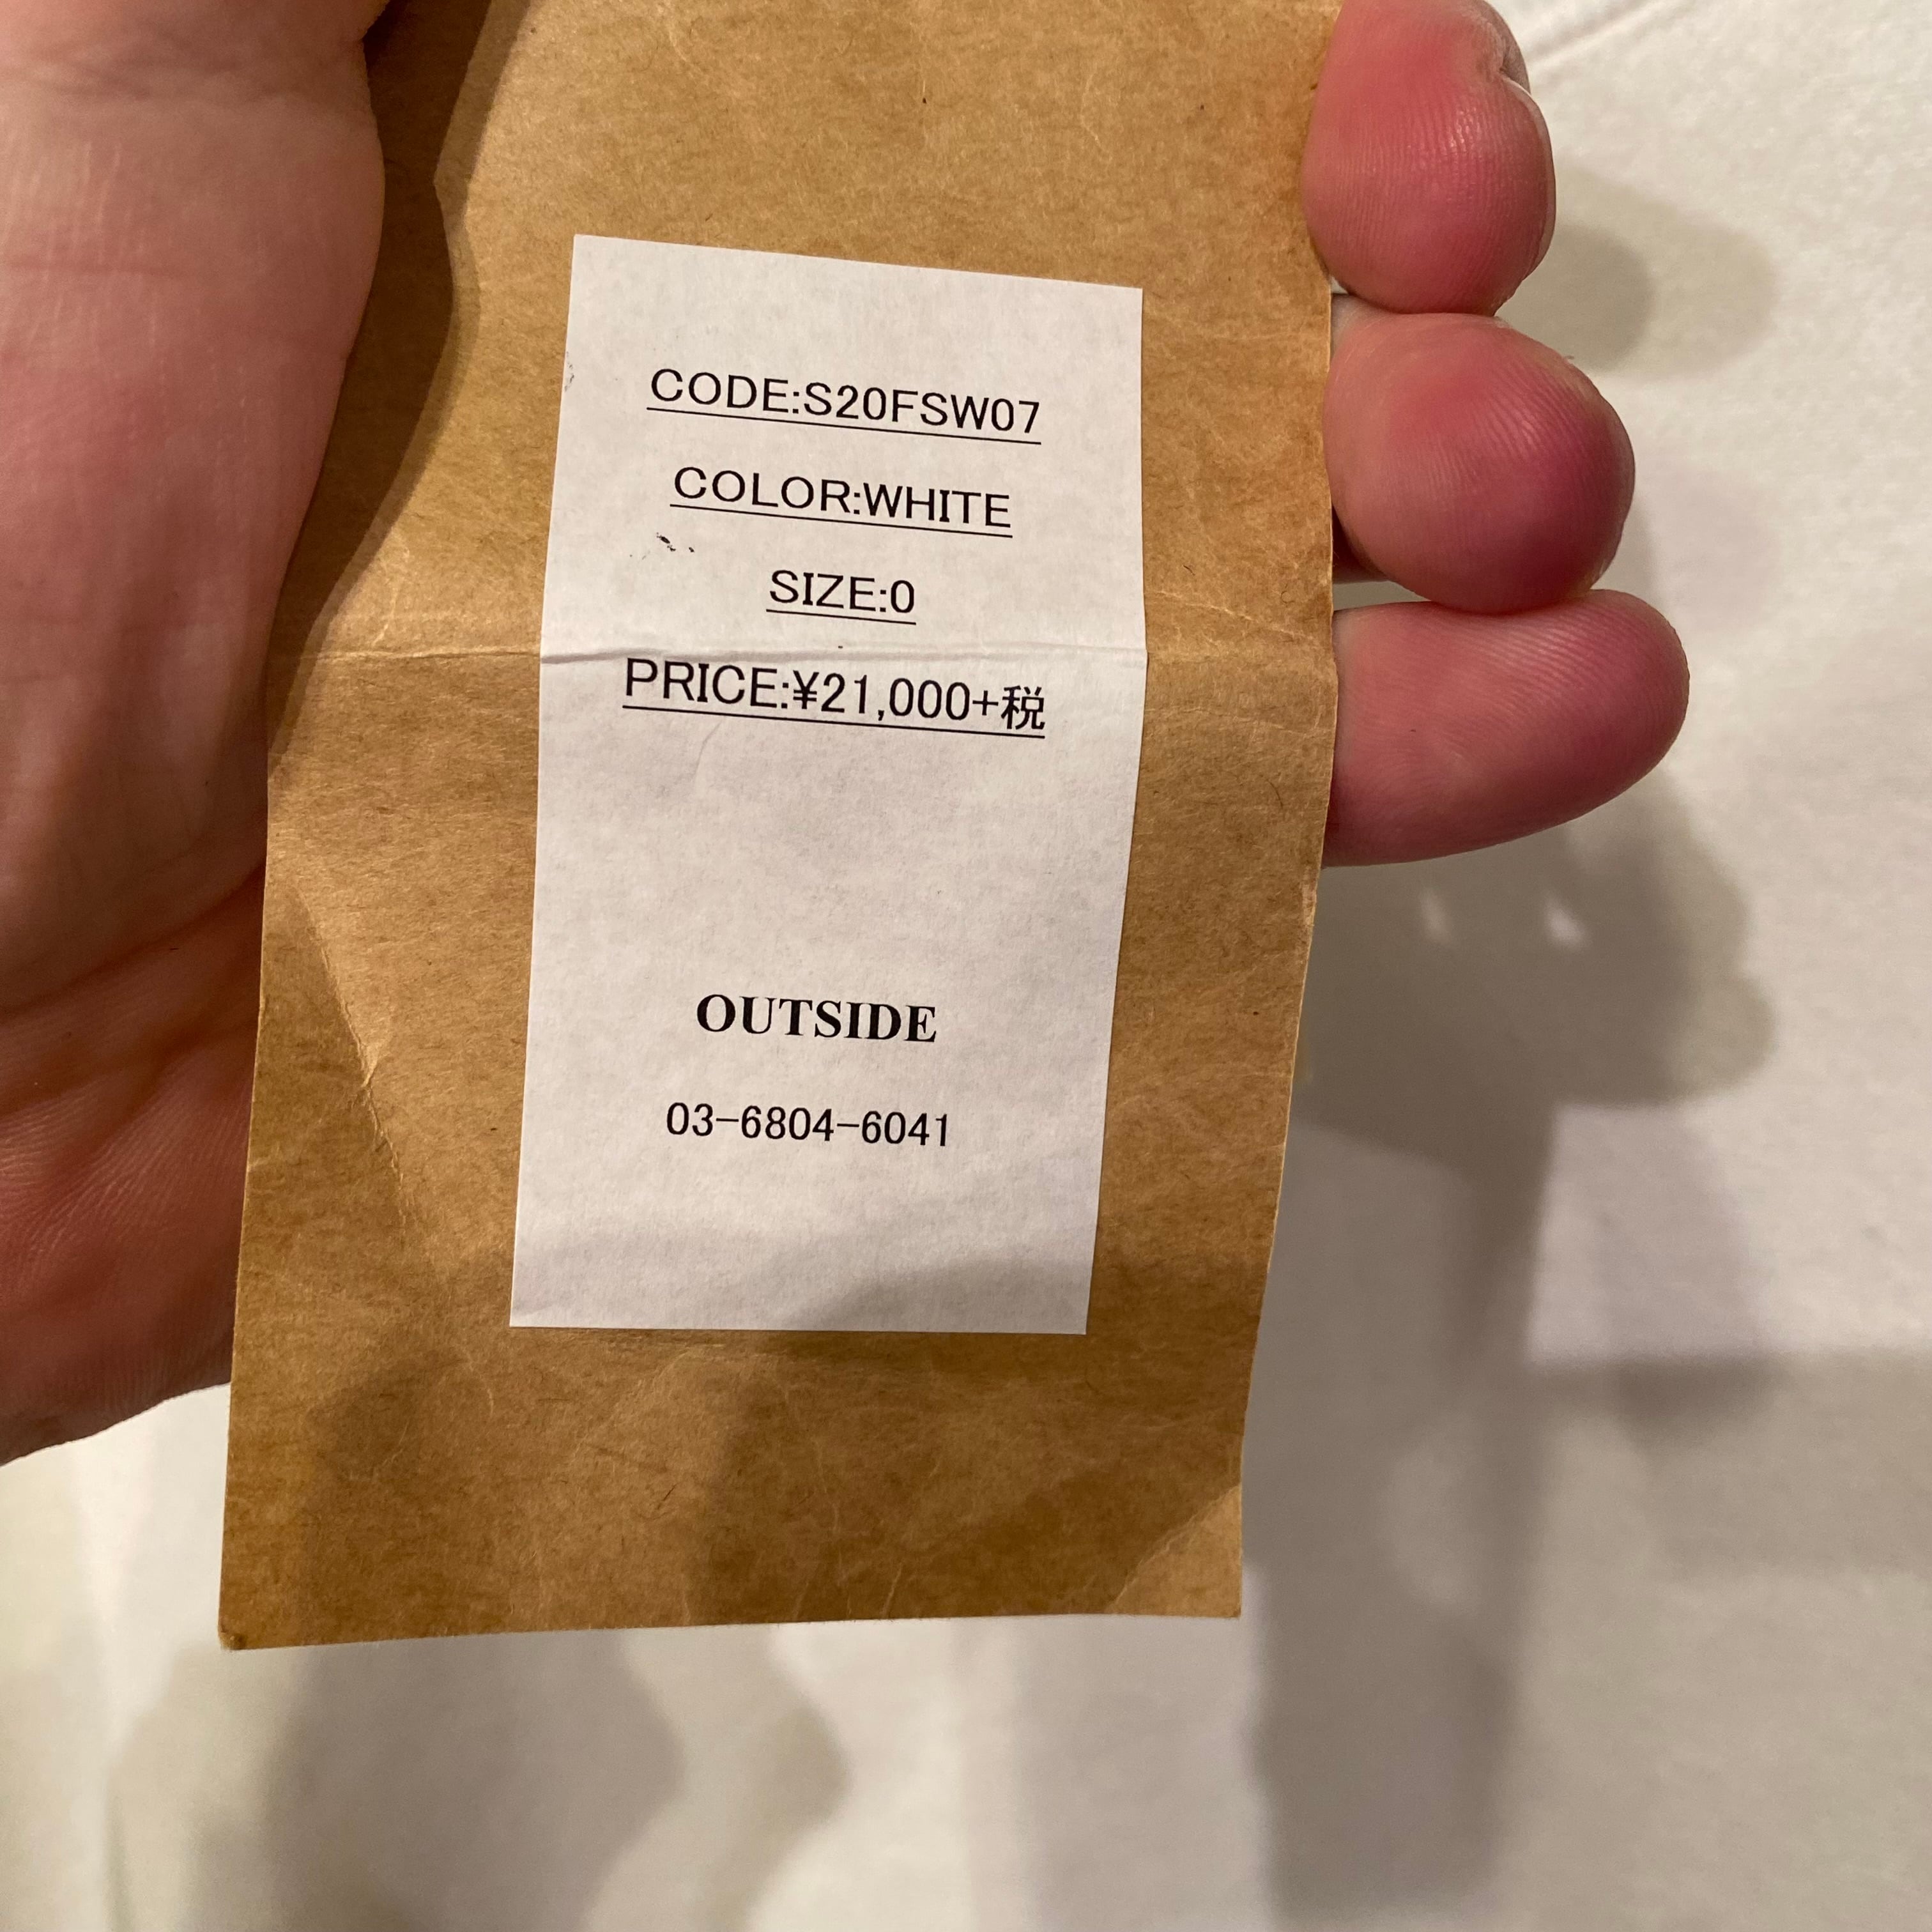 CODE:S20FSW07
COLOR:WHITE
SIZE:0
PRICE:¥21,000+税
OUTSIDE
03-6804-6041